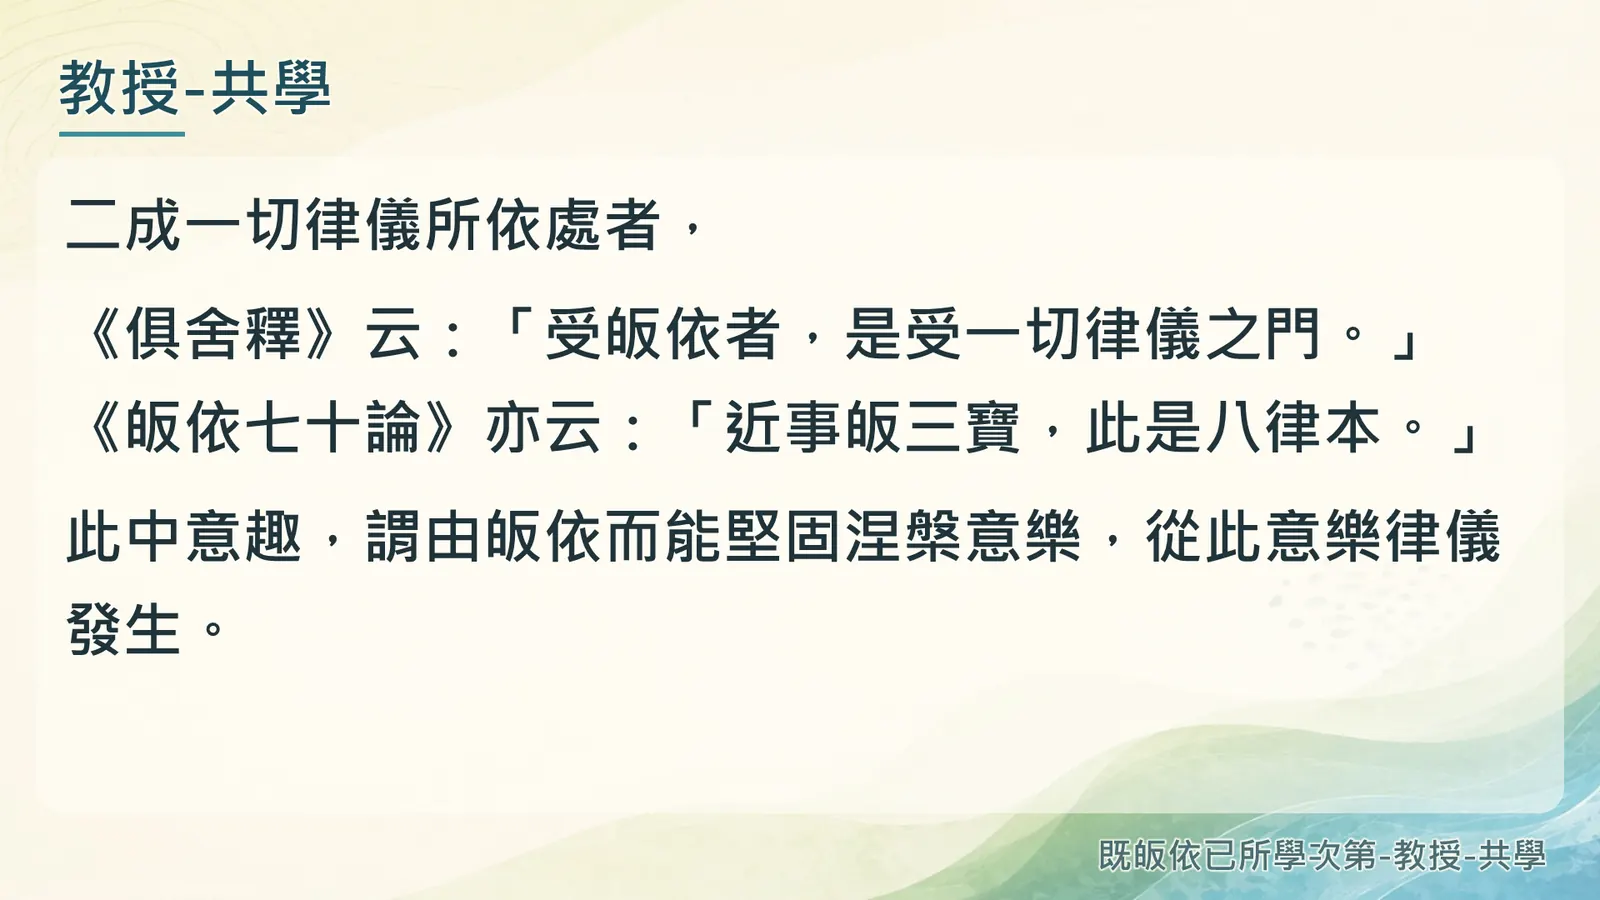 教授-共學
二成一切律儀所依處者，
《俱舍釋》云：「受皈依者，是受一切律儀之門。」
《皈依七十論》亦云：「近事皈三寶，此是八律本。」
此中意趣，謂由皈依而能堅固涅槃意樂，從此意樂律儀
發生。
既皈依已所學次第-教授-共學